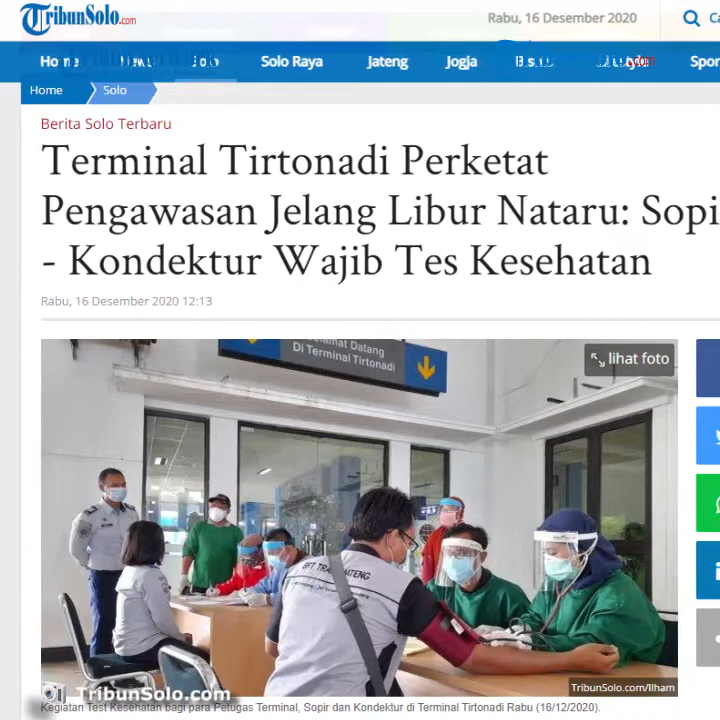 TribunSolo.com
Rabu, 16 Desember 2020
Home
Solo Raya
Jateng
Jogja
Home
Solo
Berita Solo Terbaru
Terminal Tirtonadi Perketat
Pengawasan Jelang Libur Nataru: Sopi
- Kondektur Wajib Tes Kesehatan
Rabu, 16 Desember 2020 12:13
Selamat Datang
Di Terminal Tirtonadi
lihat foto
TribunSolo.com
TribunSolo.com/Ilham
Kegiatan Test Kesehatan bagi para Petugas Terminal, Sopir dan Kondektur di Terminal Tirtonadi Rabu (16/12/2020).